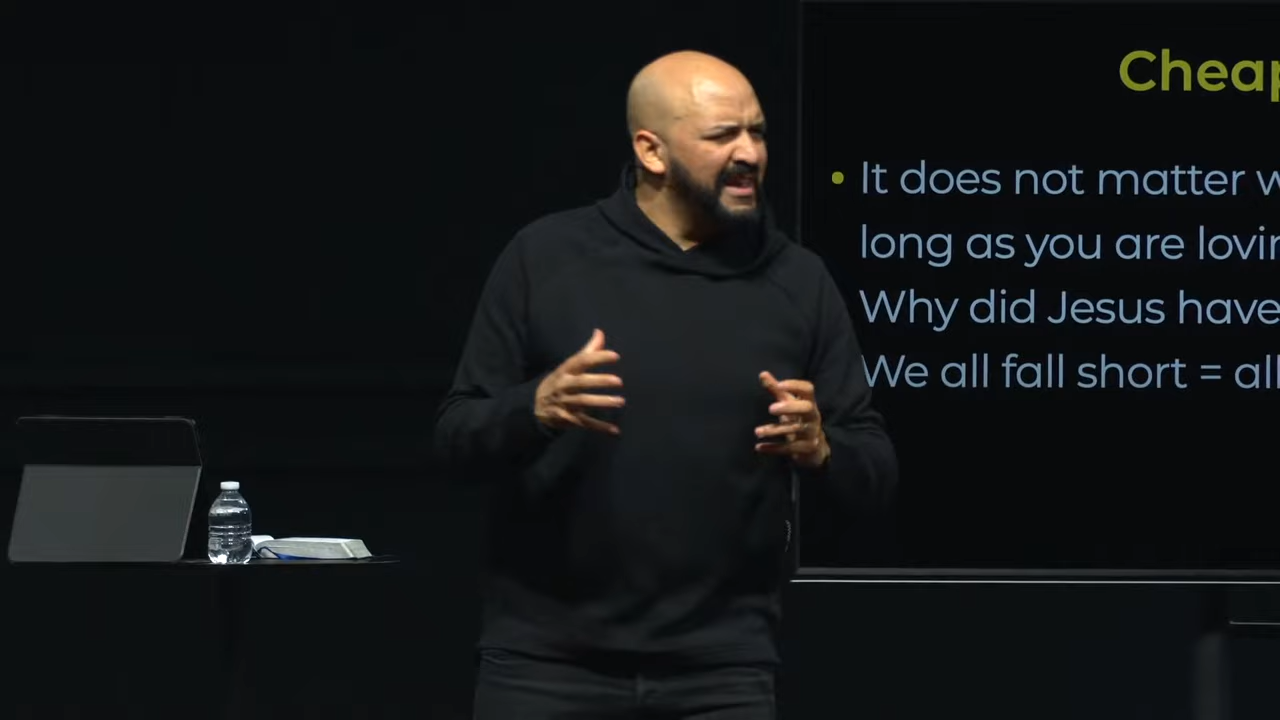 Cheap
• It does not matter w
long as you are lovin
Why did Jesus have
We all fall short = all